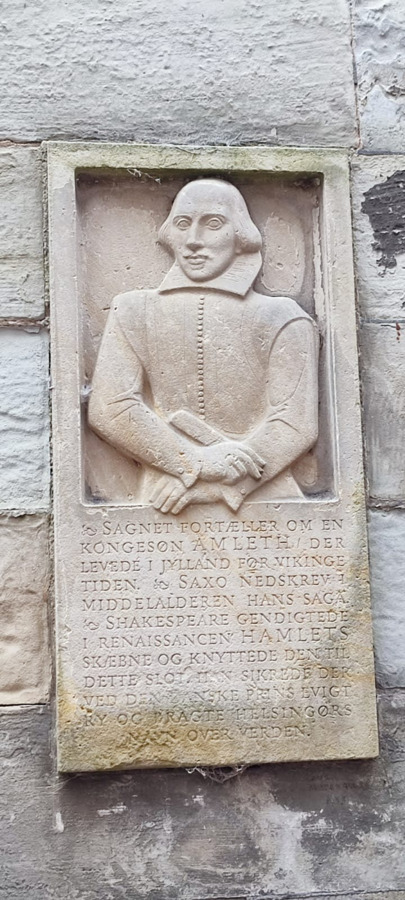 SAGNET FORTÆLLER OM EN
KONGESØN AMLETH / DER
LEVEDE I JYLLAND FØR VIKINGE
TIDEN. SAXO NEDSKREV I
MIDDELALDEREN HANS SAGA.
SHAKESPEARE GENDIGTEDE
I RENAISSANCEN HAMLETS
SKÆBNE OG KNYTTEDE DEN TIL
DETTE SLOT. HAN SIKREDE DER
VED DEN DANSKE PRINS EVIGT
RY OG BRAGTE HELSINGØRS
NAVN OVER VERDEN.